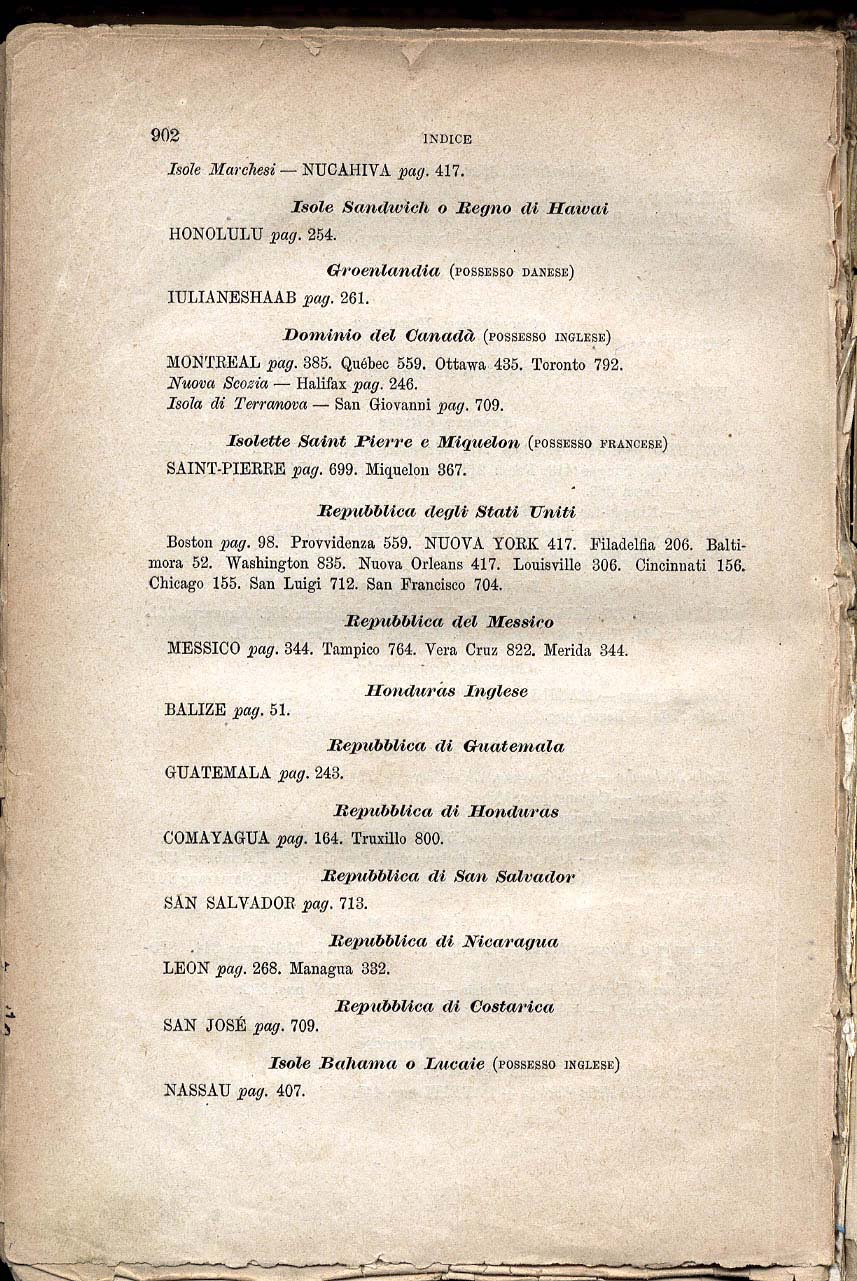 902
INDICE
Isole Marchesi — NUCAHIVA pag. 417.
Isole Sandwich o Regno di Hawai
HONOLULU pag. 254.
Groenlandia (POSSESSO DANESE)
IULIANESHAAB pag. 261.
Dominio del Canadà (POSSESSO INGLESE)
MONTREAL pag. 385. Québec 559. Ottawa 435. Toronto 792.
Nuova Scozia — Halifax pag. 246.
Isola di Terranova — San Giovanni pag. 709.
Isolette Saint Pierre e Miquelon (POSSESSO FRANCESE)
SAINT-PIERRE pag. 699. Miquelon 367.
Repubblica degli Stati Uniti
Boston pag. 98. Provvidenza 559. NUOVA YORK 417. Filadelfia 206. Balti-
mora 52. Washington 835. Nuova Orleans 417. Louisville 306. Cincinnati 156.
Chicago 155. San Luigi 712. San Francisco 704.
Repubblica del Messico
MESSICO pag. 344. Tampico 764. Vera Cruz 822. Merida 344.
Honduras Inglese
BALIZE pag. 51.
Repubblica di Guatemala
GUATEMALA pag. 243.
Repubblica di Honduras
COMAYAGUA pag. 164. Truxillo 800.
Repubblica di San Salvador
SAN SALVADOR pag. 713.
Repubblica di Nicaragua
LEON pag. 268. Managua 332.
Repubblica di Costarica
SAN JOSÉ pag. 709.
Isole Bahama o Lucaie (POSSESSO INGLESE)
NASSAU pag. 407.